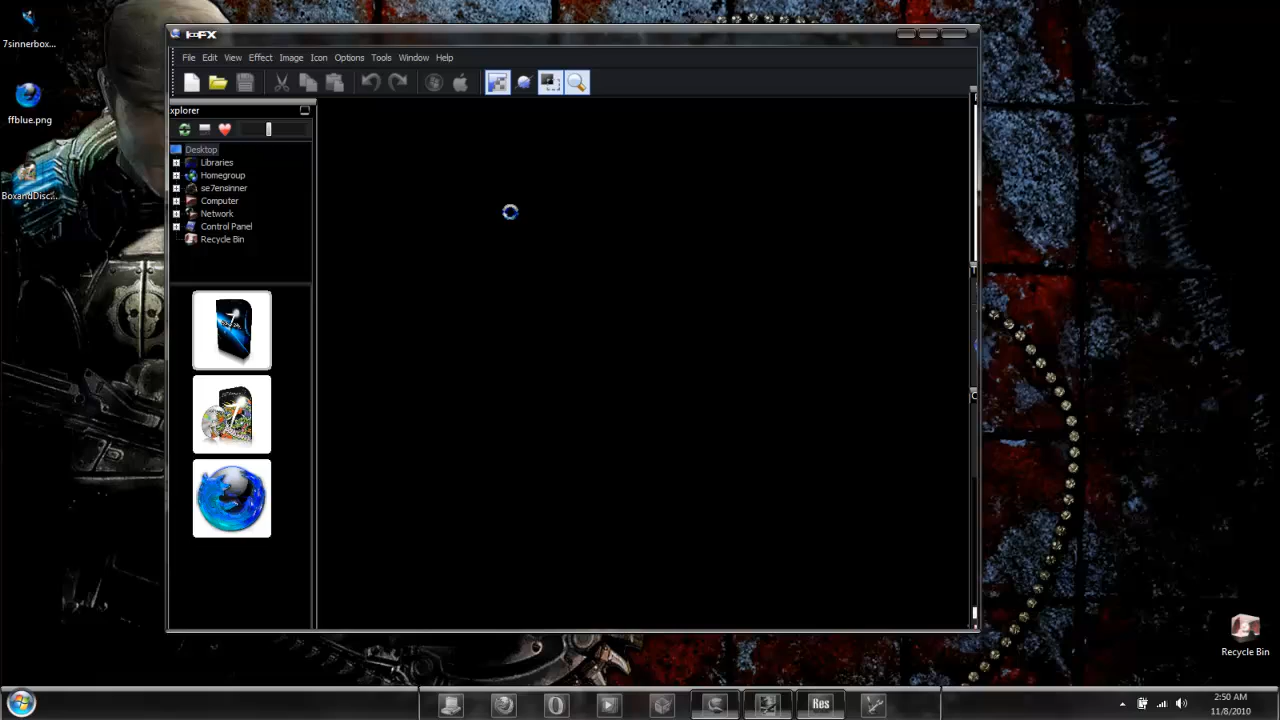 7sinnerbox...
ffblue.png
BoxandDisc...
IcoFX
File Edit View Effect Image Icon Options Tools Window Help
xplorer
Desktop
Libraries
Homegroup
se7ensinner
Computer
Network
Control Panel
Recycle Bin
Recycle Bin
Res
2:50 AM
11/8/2010